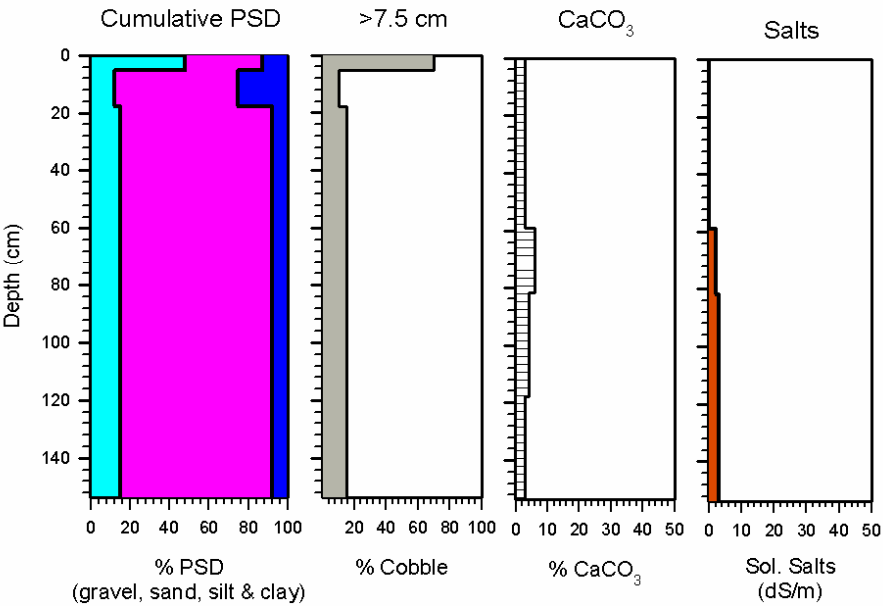 Cumulative PSD
>7.5 cm
CaCO3
Salts
0
20
40
60
80
100
120
140
Depth (cm)
0 20 40 60 80 100
0 20 40 60 80 100
0 10 20 30 40 50
0 10 20 30 40 50
% PSD
(gravel, sand, silt & clay)
% Cobble
% CaCO3
Sol. Salts
(dS/m)